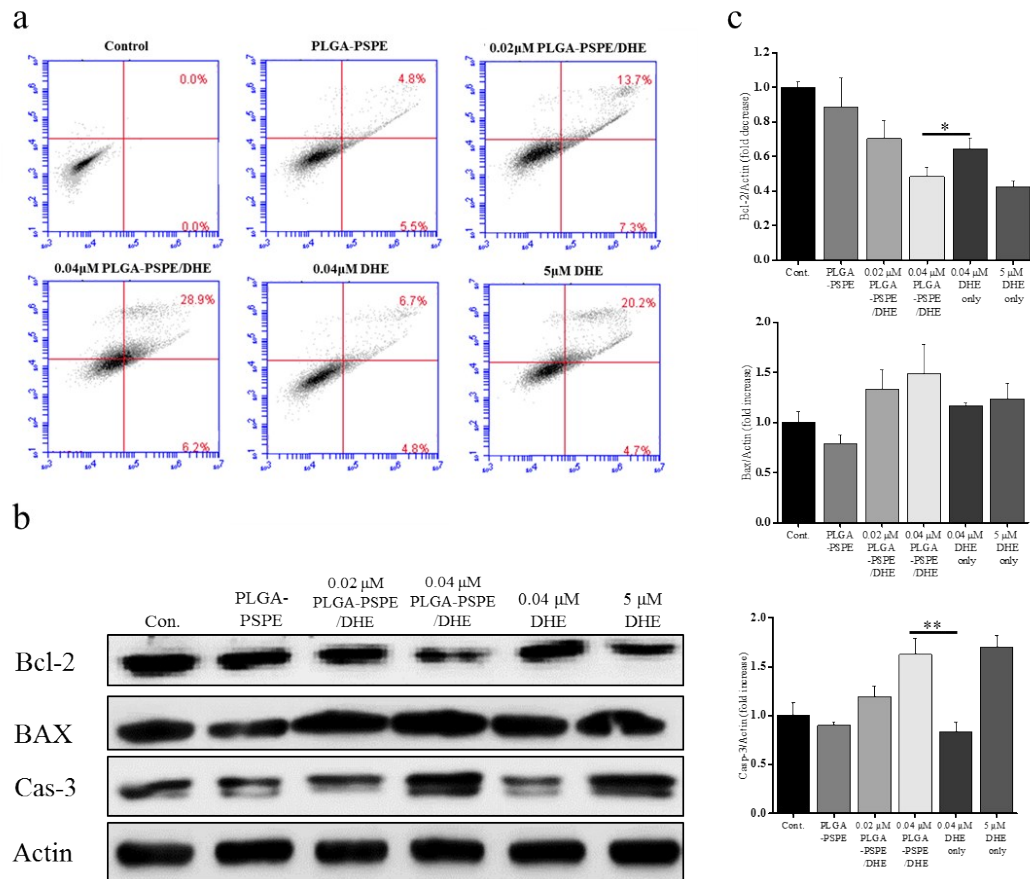 a
Control
PLGA-PSPE
0.02μM PLGA-PSPE/DHE
0.0%
4.8%
13.7%
0.0%
5.5%
7.3%
0.04μM PLGA-PSPE/DHE
0.04μM DHE
5μM DHE
28.9%
6.7%
20.2%
6.2%
4.8%
4.7%
b
Con.
PLGA-
PSPE
0.02 μM
PLGA-PSPE
/DHE
0.04 μM
PLGA-PSPE
/DHE
0.04 μM
DHE
5 μM
DHE
Bcl-2
BAX
Cas-3
Actin
c
Bcl-2/Actin (fold decrease)
1.2
1.0
0.8
0.6
0.4
0.2
0.0
*
Cont.
PLGA
-PSPE
0.02 μM
PLGA
-PSPE
/DHE
0.04 μM
PLGA
-PSPE
/DHE
0.04 μM
DHE
only
5 μM
DHE
only
Bax/Actin (fold increase)
2.0
1.5
1.0
0.5
0.0
Cont.
PLGA
-PSPE
0.02 μM
PLGA
-PSPE
/DHE
0.04 μM
PLGA
-PSPE
/DHE
0.04 μM
DHE
only
5 μM
DHE
only
Casp-3/Actin (fold increase)
2.0
1.5
1.0
0.5
0.0
**
Cont.
PLGA
-PSPE
0.02 μM
PLGA
-PSPE
/DHE
0.04 μM
PLGA
-PSPE
/DHE
0.04 μM
DHE
only
5 μM
DHE
only